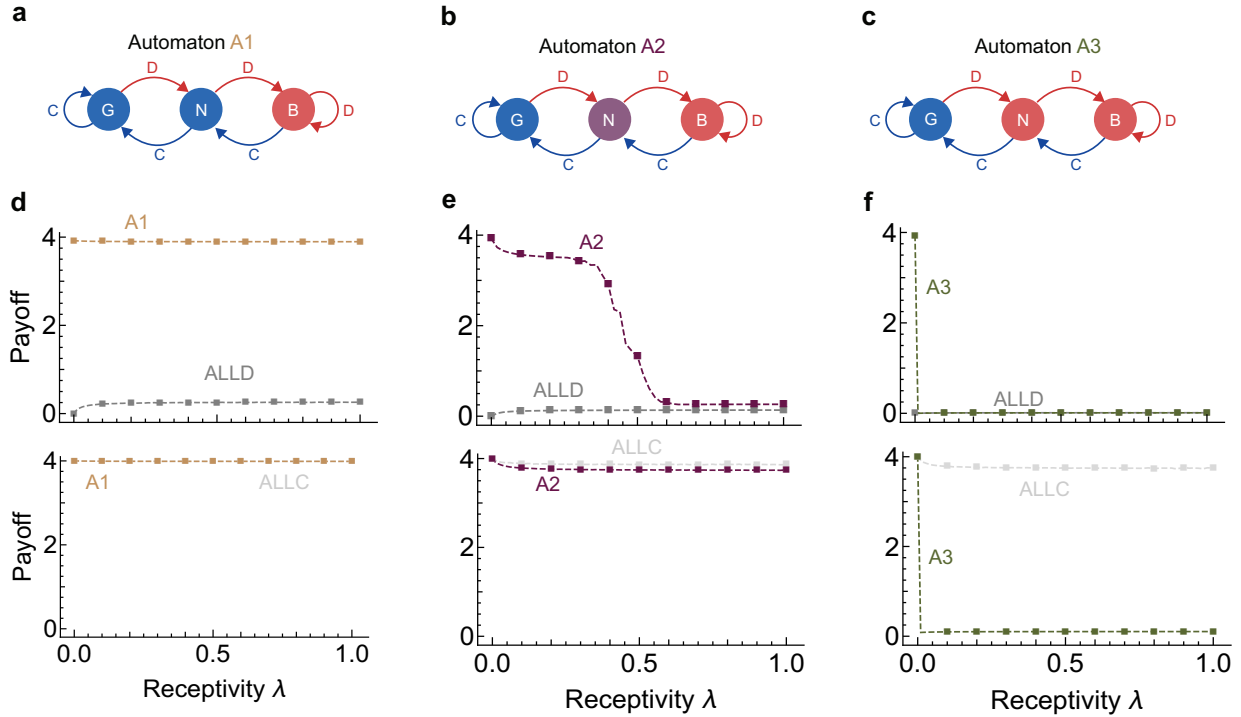 a
Automaton A1
C
G
D
N
D
B
D
C
C
b
Automaton A2
C
G
D
N
D
B
D
C
C
c
Automaton A3
C
G
D
N
D
B
D
C
C
d
Payoff
4
2
0
A1
ALLD
Payoff
4
2
0
A1
ALLC
0.0
0.5
1.0
Receptivity λ
e
4
2
0
A2
ALLD
4
2
0
ALLC
A2
0.0
0.5
1.0
Receptivity λ
f
4
2
0
A3
ALLD
4
2
0
ALLC
A3
0.0
0.5
1.0
Receptivity λ